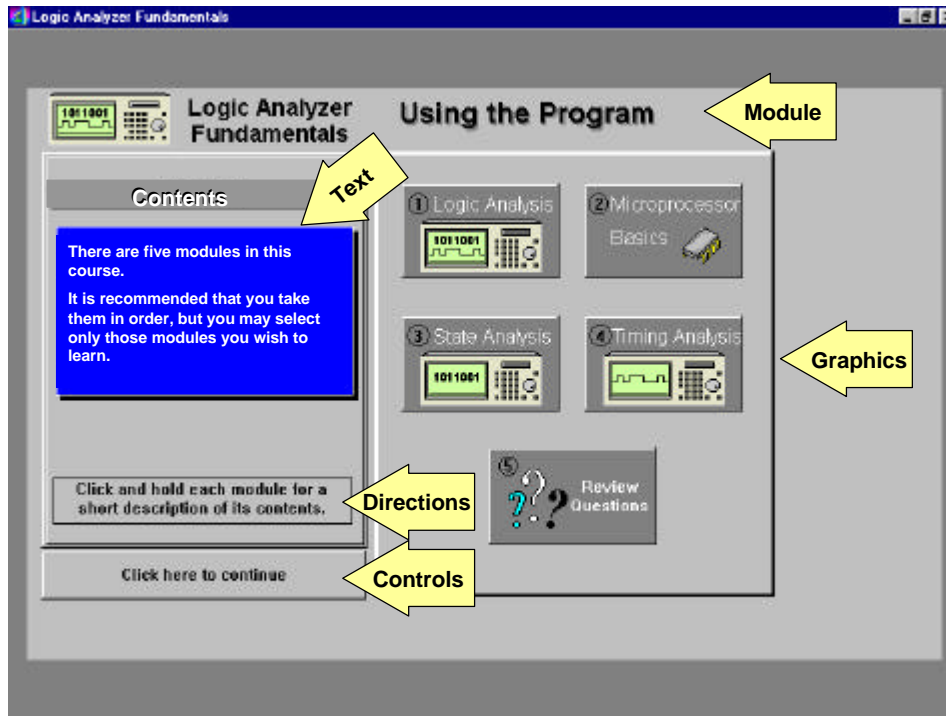 Logic Analyzer Fundamentals
1011001
Logic Analyzer
Fundamentals
Using the Program
Module
Contents
Text
There are five modules in this
course.
It is recommended that you take
them in order, but you may select
only those modules you wish to
learn.
Click and hold each module for a
short description of its contents.
Directions
Click here to continue
Controls
① Logic Analysis
1011001
② Microprocessor
Basics
③ State Analysis
1011001
④ Timing Analysis
Graphics
⑤
Review
Questions